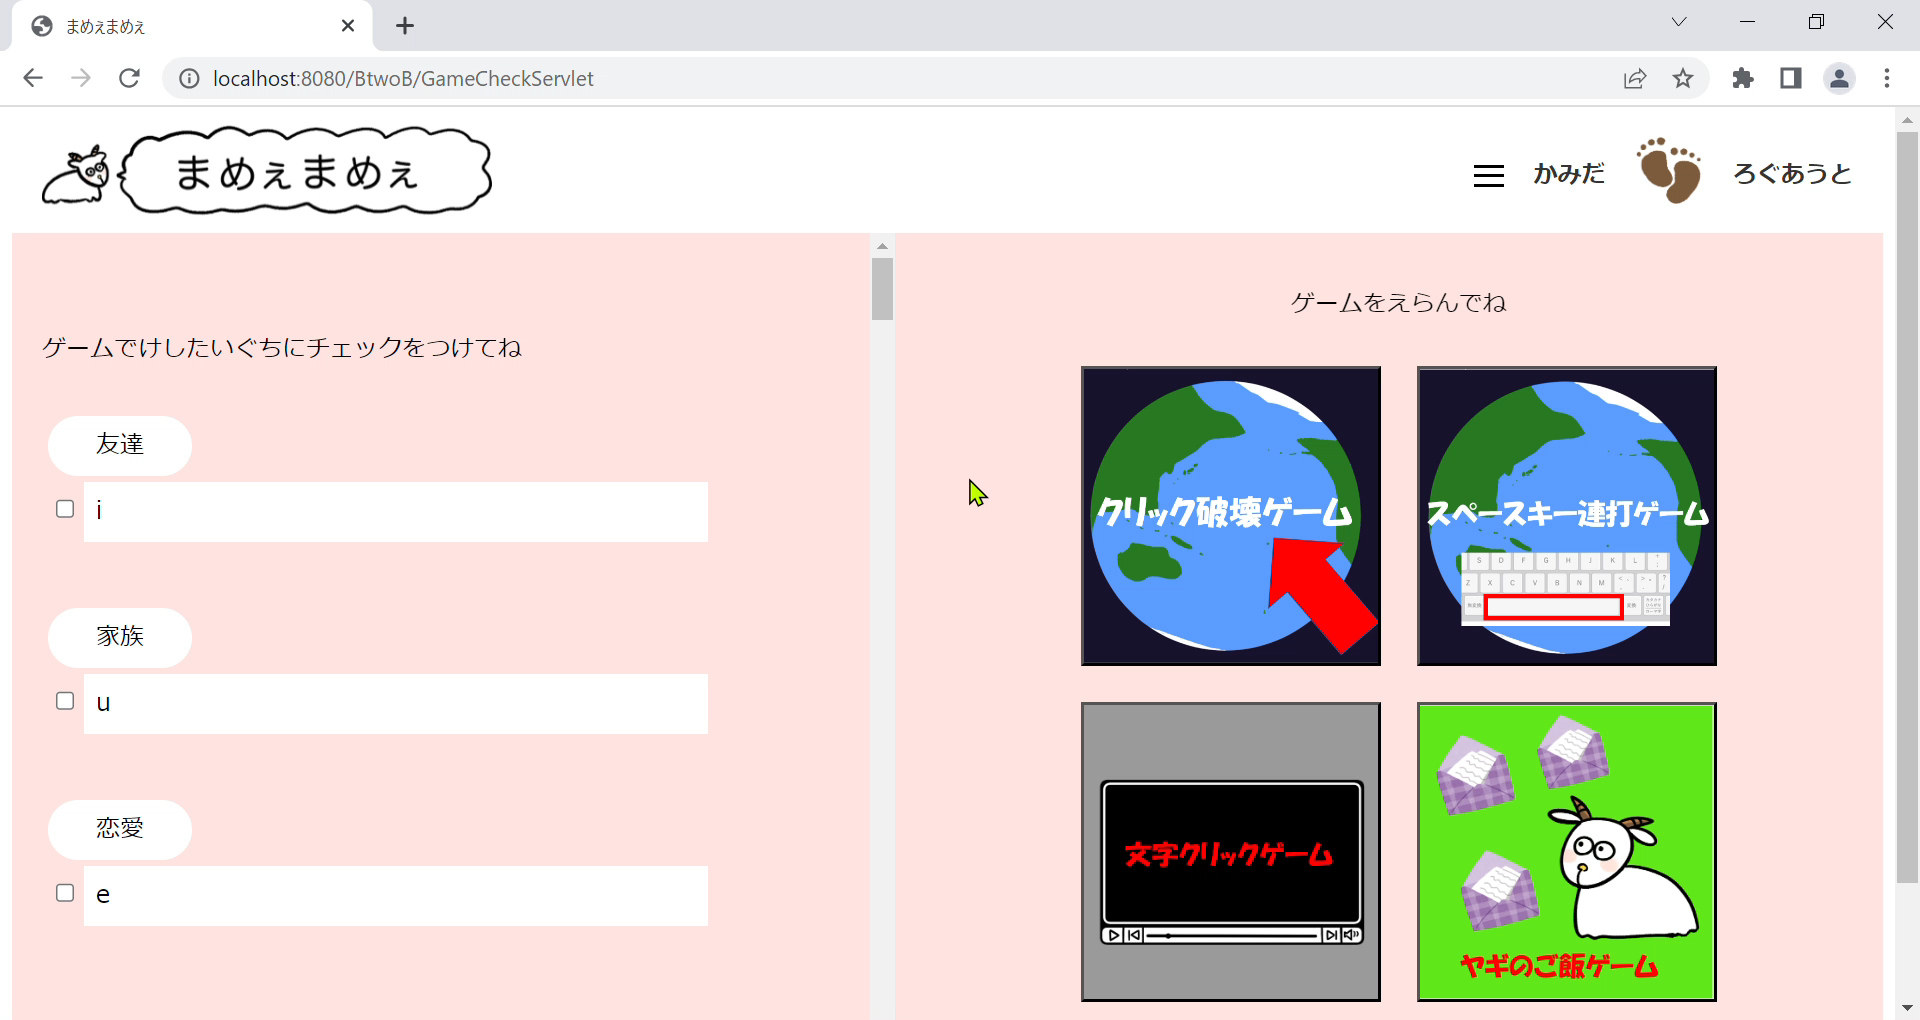 まめぇまめぇ
localhost:8080/BtwoB/GameCheckServlet
まめぇまめぇ
かみだ
ろぐあうと
ゲームでけしたいぐちにチェックをつけてね
友達
i
家族
u
恋愛
e
ゲームをえらんでね
クリック破壊ゲーム
スペースキー連打ゲーム
S D F G H J K L
Z X C V B N M
文字クリックゲーム
ヤギのご飯ゲーム